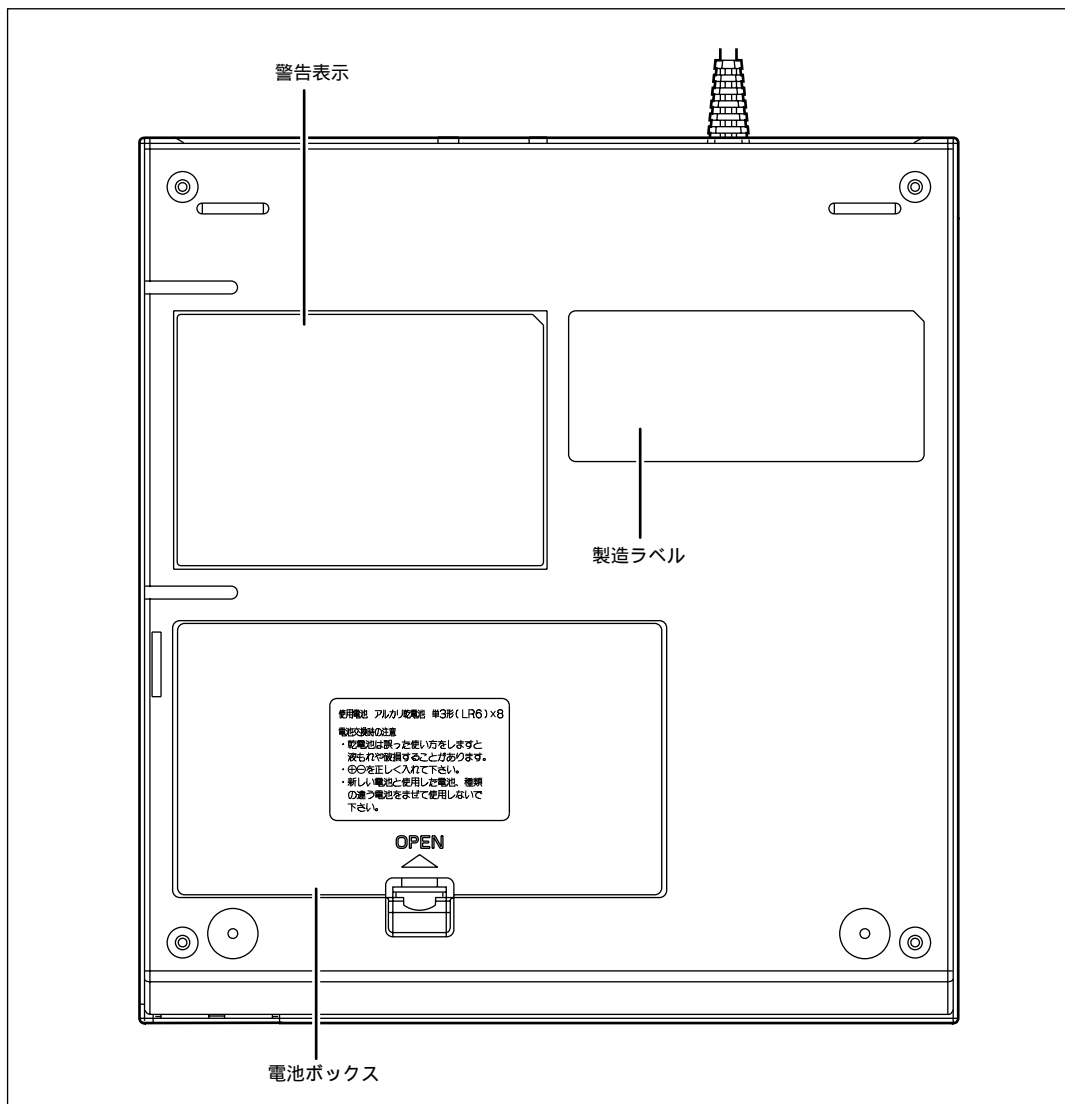 警告表示
製造ラベル
使用電池 アルカリ乾電池 単3形(LR6)×8
電池交換時の注意
・乾電池は誤った使い方をしますと
液もれや破損することがあります。
・⊕⊖を正しく入れて下さい。
・新しい電池と使用した電池、種類
の違う電池をまぜて使用しないで
下さい。
OPEN
電池ボックス